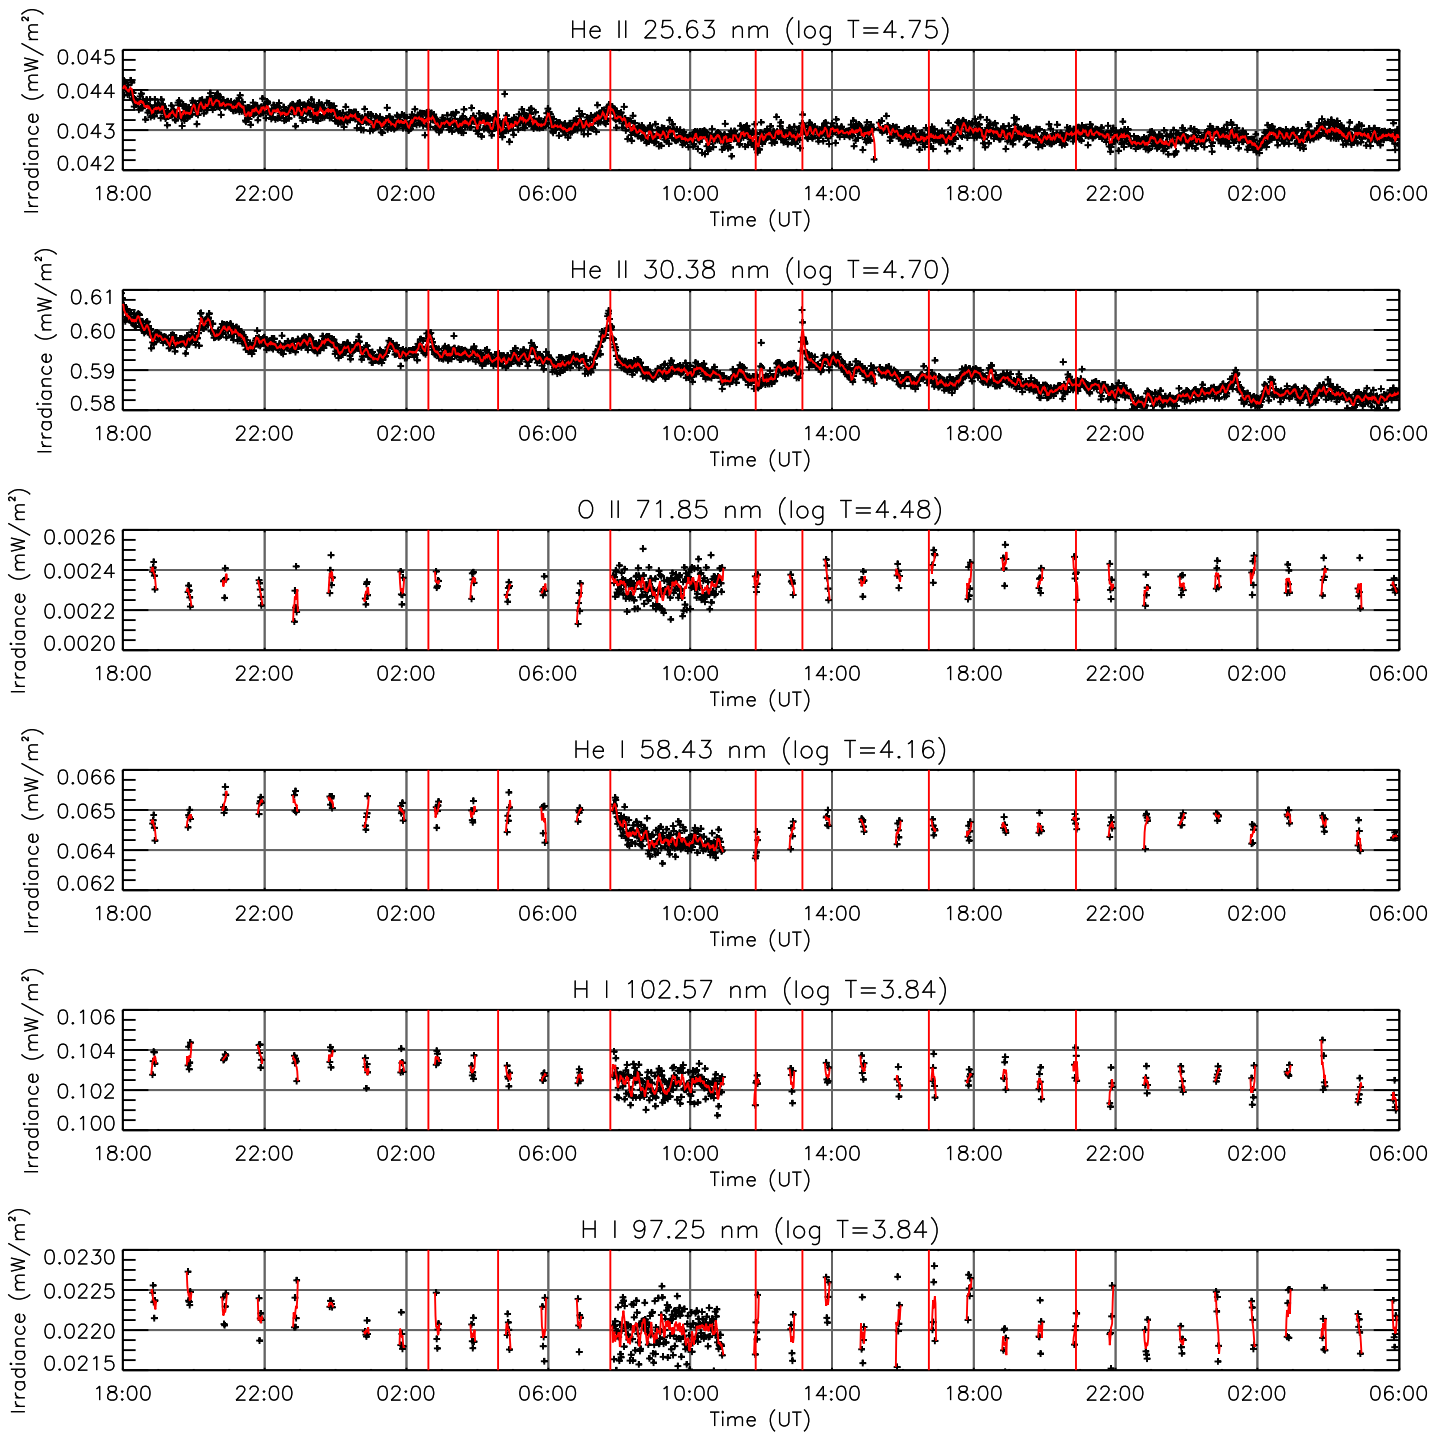 He II 25.63 nm (log T=4.75)
Irradiance (mW/m²)
0.045
0.044
0.043
0.042
18:00 22:00 02:00 06:00 10:00 14:00 18:00 22:00 02:00 06:00
Time (UT)
He II 30.38 nm (log T=4.70)
Irradiance (mW/m²)
0.61
0.60
0.59
0.58
18:00 22:00 02:00 06:00 10:00 14:00 18:00 22:00 02:00 06:00
Time (UT)
O II 71.85 nm (log T=4.48)
Irradiance (mW/m²)
0.0026
0.0024
0.0022
0.0020
18:00 22:00 02:00 06:00 10:00 14:00 18:00 22:00 02:00 06:00
Time (UT)
He I 58.43 nm (log T=4.16)
Irradiance (mW/m²)
0.066
0.065
0.064
0.062
18:00 22:00 02:00 06:00 10:00 14:00 18:00 22:00 02:00 06:00
Time (UT)
H I 102.57 nm (log T=3.84)
Irradiance (mW/m²)
0.106
0.104
0.102
0.100
18:00 22:00 02:00 06:00 10:00 14:00 18:00 22:00 02:00 06:00
Time (UT)
H I 97.25 nm (log T=3.84)
Irradiance (mW/m²)
0.0230
0.0225
0.0220
0.0215
18:00 22:00 02:00 06:00 10:00 14:00 18:00 22:00 02:00 06:00
Time (UT)